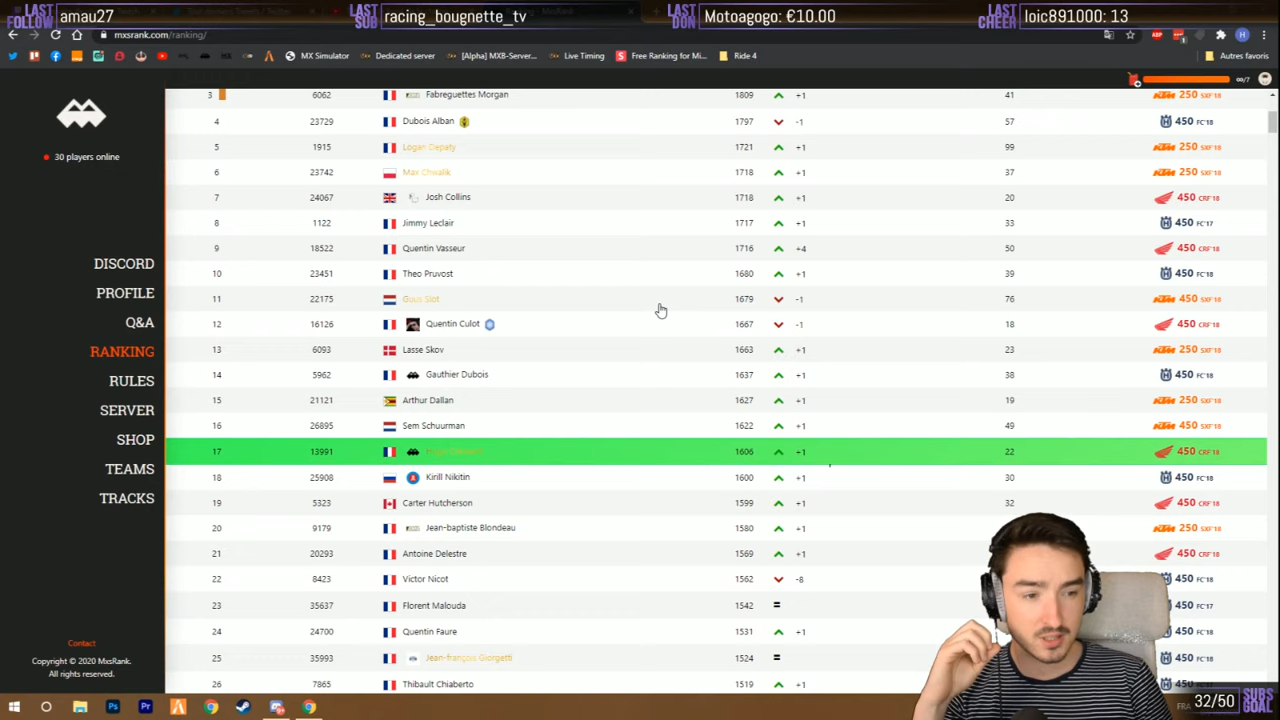 LAST FOLLOW amau27 LAST SUB racing_bougnette_tv LAST DON Motoagogo: €10.00 LAST CHEER loic891000: 13
mxsrank.com/ranking/
MX Simulator Dedicated server [Alpha] MXB-Server... Live Timing Free Ranking for Mi... Ride 4 Autres favoris
30 players online
DISCORD
PROFILE
Q&A
RANKING
RULES
SERVER
SHOP
TEAMS
TRACKS
Contact
Copyright © 2020 MxsRank.
All rights reserved.
3 6062 Fabreguettes Morgan 1809 +1 41 KTM 250 SXF'18
4 23729 Dubois Alban 1797 -1 57 450 FC'18
5 1915 Logan Depaty 1721 +1 99 KTM 250 SXF'18
6 23742 Max Chwalik 1718 +1 37 KTM 250 SXF'18
7 24067 Josh Collins 1718 +1 20 450 CRF'18
8 1122 Jimmy Leclair 1717 +1 33 450 FC'17
9 18522 Quentin Vasseur 1716 +4 50 450 CRF'18
10 23451 Theo Pruvost 1680 +1 39 450 FC'18
11 22175 Guus Slot 1679 -1 76 KTM 450 SXF'18
12 16126 Quentin Culot 1667 -1 18 450 CRF'18
13 6093 Lasse Skov 1663 +1 23 KTM 250 SXF'18
14 5962 Gauthier Dubois 1637 +1 38 450 FC'18
15 21121 Arthur Dallan 1627 +1 19 KTM 250 SXF'18
16 26895 Sem Schuurman 1622 +1 49 KTM 450 SXF'18
17 13991 1606 +1 22 450 CRF'18
18 25908 Kirill Nikitin 1600 +1 30 450 FC'18
19 5323 Carter Hutcherson 1599 +1 32 450 CRF'18
20 9179 Jean-baptiste Blondeau 1580 +1 KTM 250 SXF'18
21 20293 Antoine Delestre 1569 +1 450 CRF'18
22 8423 Victor Nicot 1562 -8 450 FC'18
23 35637 Florent Malouda 1542 = 450 FC'17
24 24700 Quentin Faure 1531 +1 450 FC'18
25 35993 Jean-françois Giorgetti 1524 = 450 FC'18
26 7865 Thibault Chiaberto 1519 +1 450
FRA 32/50 SUBS GOAL